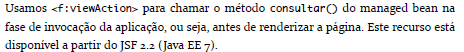 Usamos <f:viewAction> para chamar o método consultar() do managed bean na
fase de invocação da aplicação, ou seja, antes de renderizar a página. Este recurso está
disponível a partir do JSF 2.2 (Java EE 7).